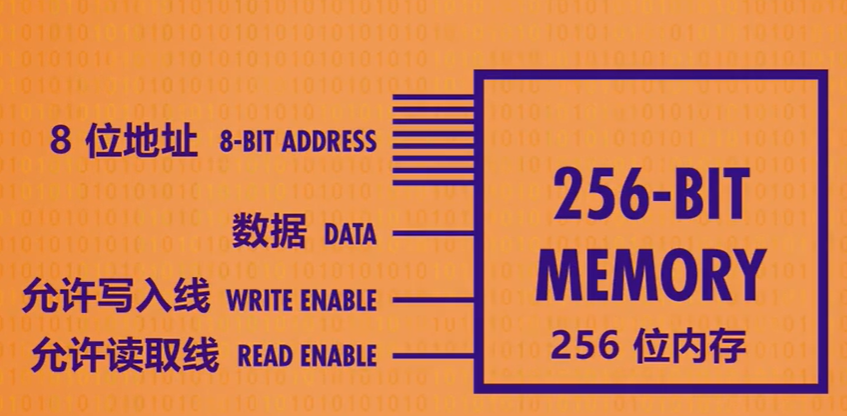 8 位地址 8-BIT ADDRESS
数据 DATA
允许写入线 WRITE ENABLE
允许读取线 READ ENABLE
256-BIT
MEMORY
256 位内存